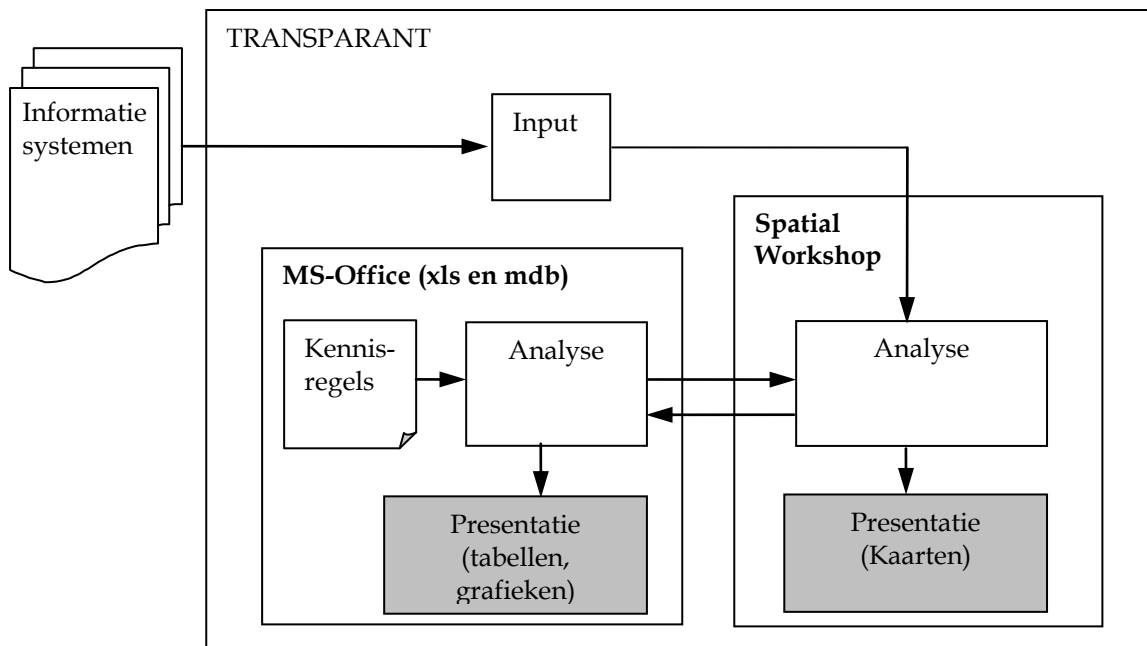 TRANSPARANT
Informatie
systemen
Input
Spatial
Workshop
MS-Office (xls en mdb)
Kennis-
regels
Analyse
Analyse
Presentatie
(tabellen,
grafieken)
Presentatie
(Kaarten)